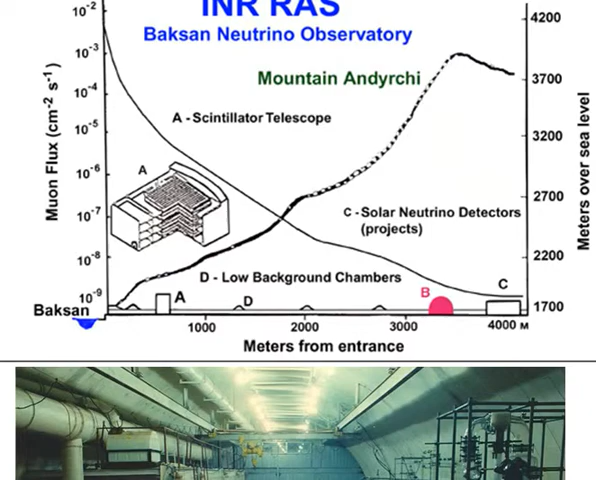 INR RAS
Baksan Neutrino Observatory
Mountain Andyrchi
A - Scintillator Telescope
A
C - Solar Neutrino Detectors
(projects)
D - Low Background Chambers
Muon Flux (cm-2 s-1)
10-2
10-3
10-4
10-5
10-6
10-7
10-8
10-9
4200
3700
3200
2700
2200
1700
Meters over sea level
Baksan
A
D
B
C
1000
2000
3000
4000 м
Meters from entrance